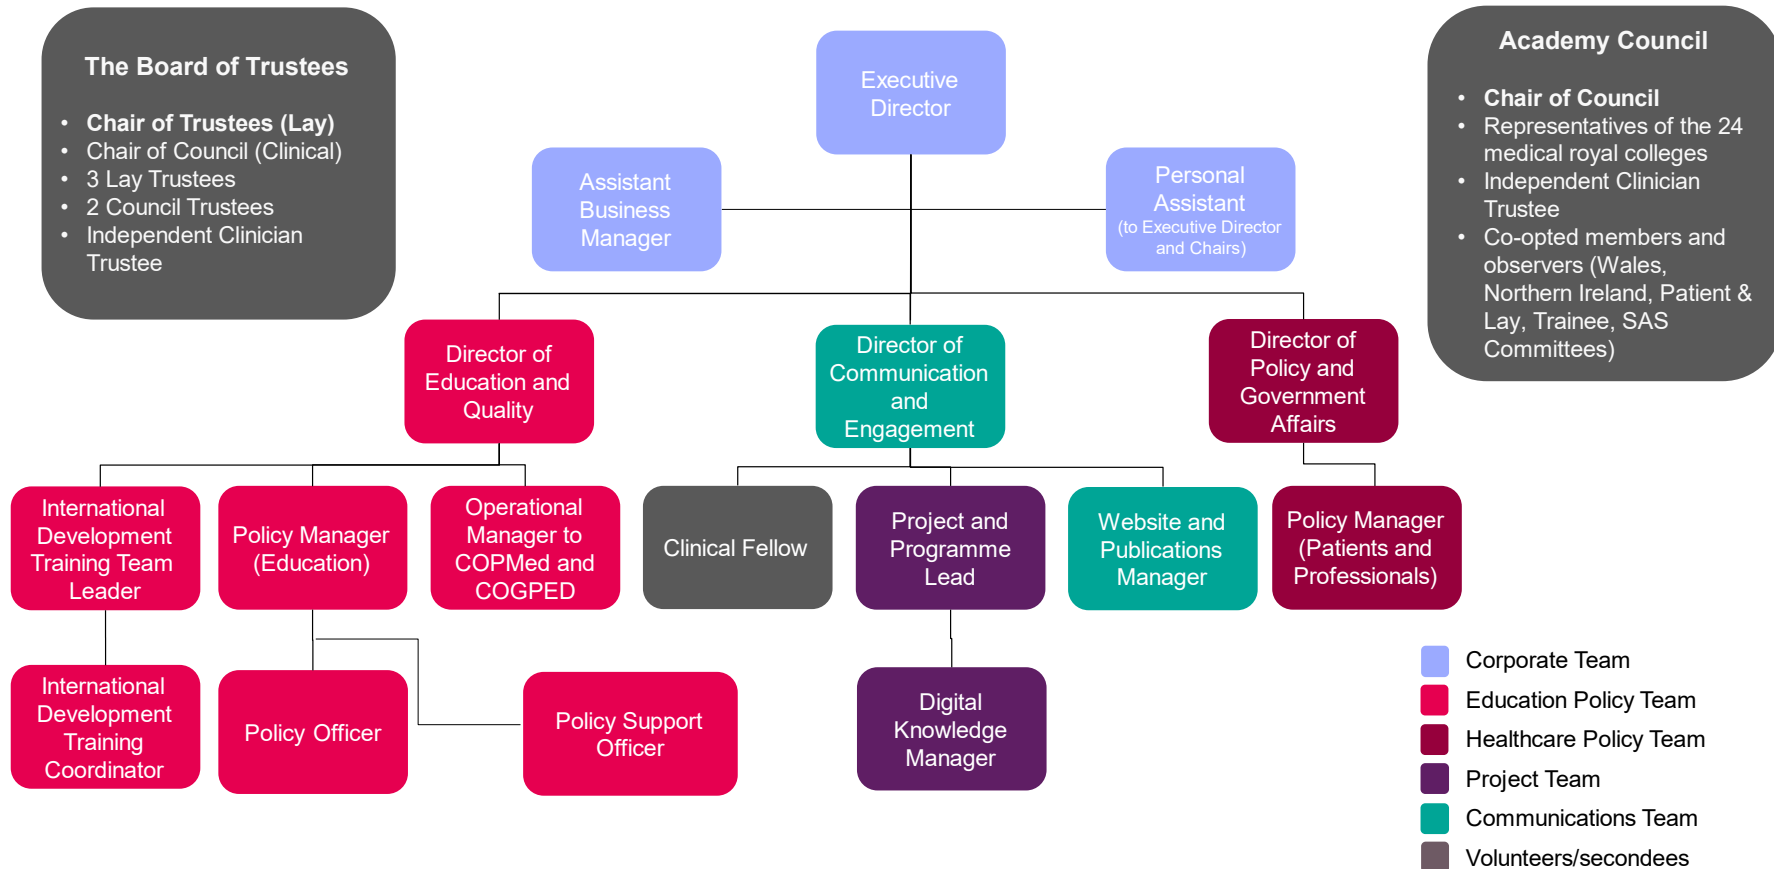 The Board of Trustees
• Chair of Trustees (Lay)
• Chair of Council (Clinical)
• 3 Lay Trustees
• 2 Council Trustees
• Independent Clinician
Trustee
Executive
Director
Academy Council
• Chair of Council
• Representatives of the 24
medical royal colleges
• Independent Clinician
Trustee
• Co-opted members and
observers (Wales,
Northern Ireland, Patient &
Lay, Trainee, SAS
Committees)
Assistant
Business
Manager
Personal
Assistant
(to Executive Director
and Chairs)
Director of
Education and
Quality
Director of
Communication
and
Engagement
Director of
Policy and
Government
Affairs
International
Development
Training Team
Leader
Policy Manager
(Education)
Operational
Manager to
COPMed and
COGPED
Clinical Fellow
Project and
Programme
Lead
Website and
Publications
Manager
Policy Manager
(Patients and
Professionals)
International
Development
Training
Coordinator
Policy Officer
Policy Support
Officer
Digital
Knowledge
Manager
Corporate Team
Education Policy Team
Healthcare Policy Team
Project Team
Communications Team
Volunteers/secondees